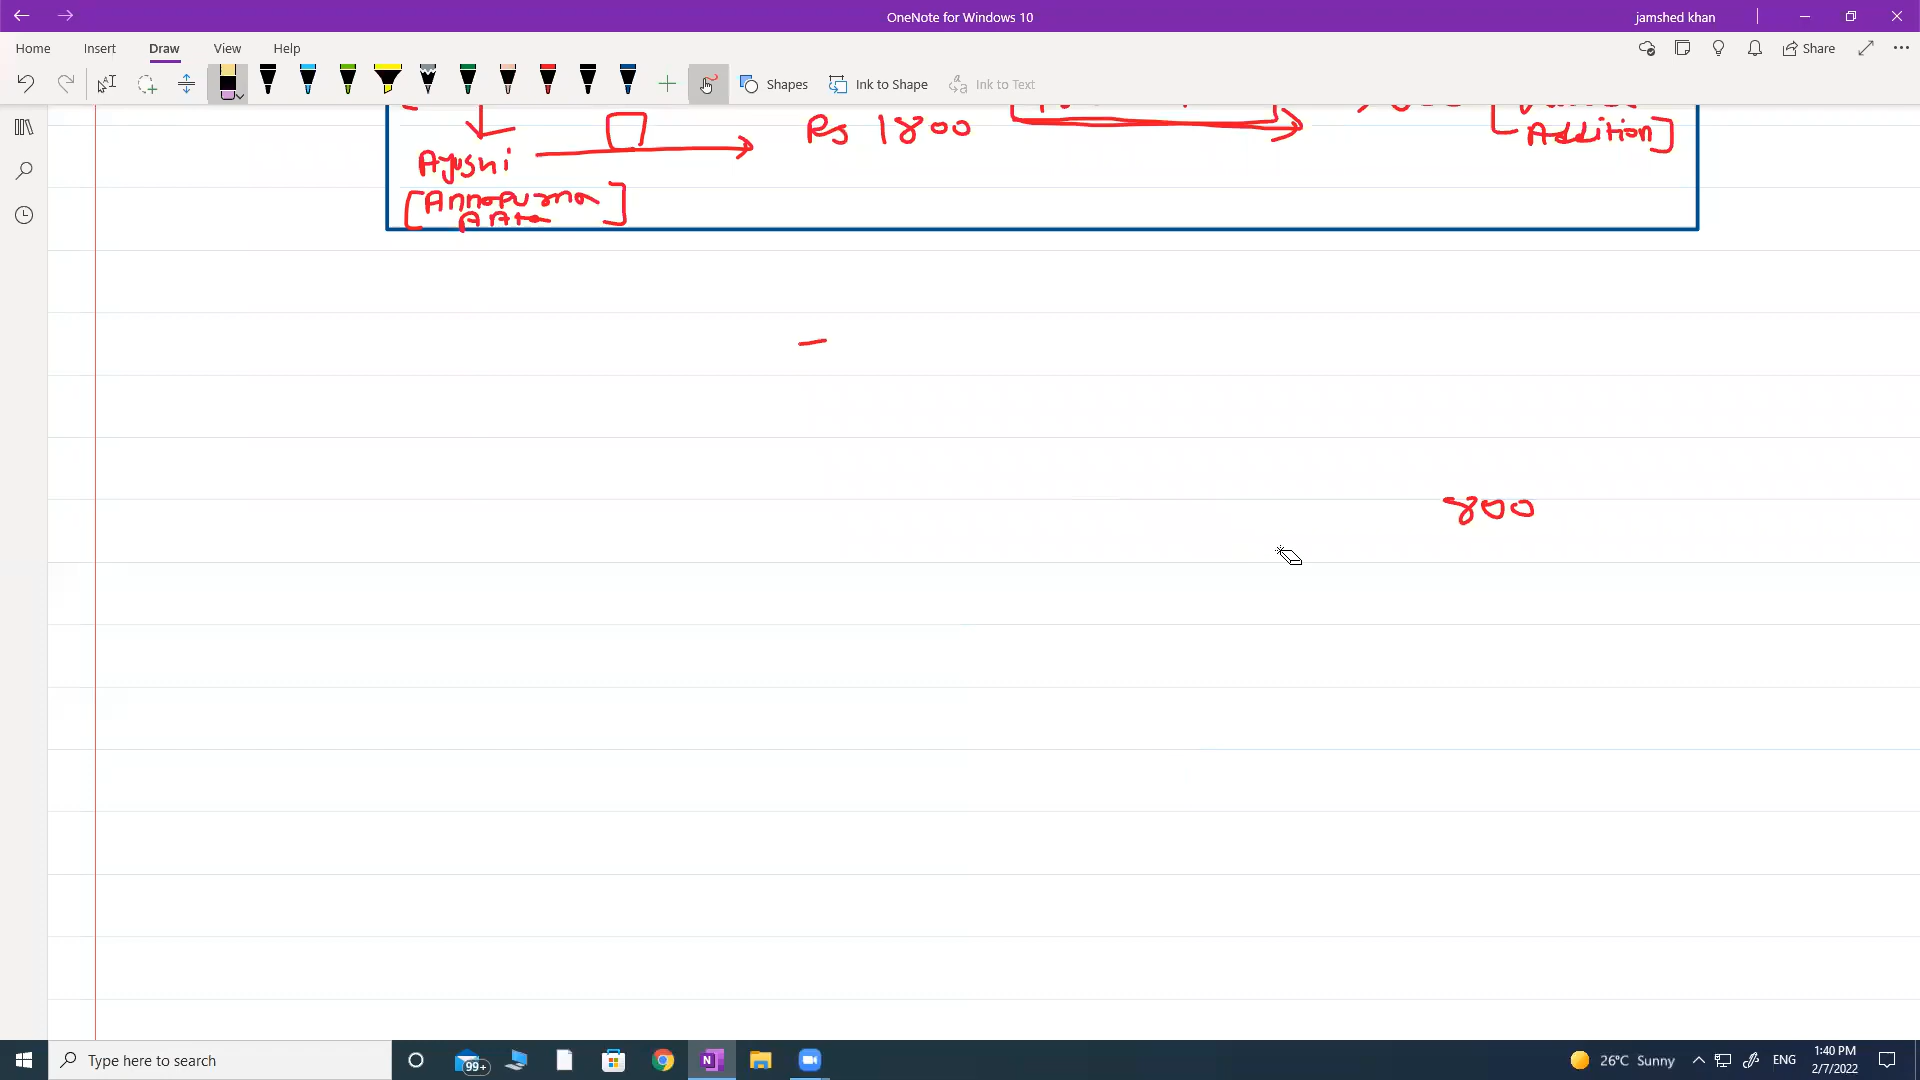 OneNote for Windows 10
jamshed khan
Home Insert Draw View Help
Share
Shapes Ink to Shape Ink to Text
Rs 1800
Addition]
Ayushi
[Annapurna
AAta]
800
Type here to search
99+
N
26°C Sunny
ENG
1:40 PM
2/7/2022